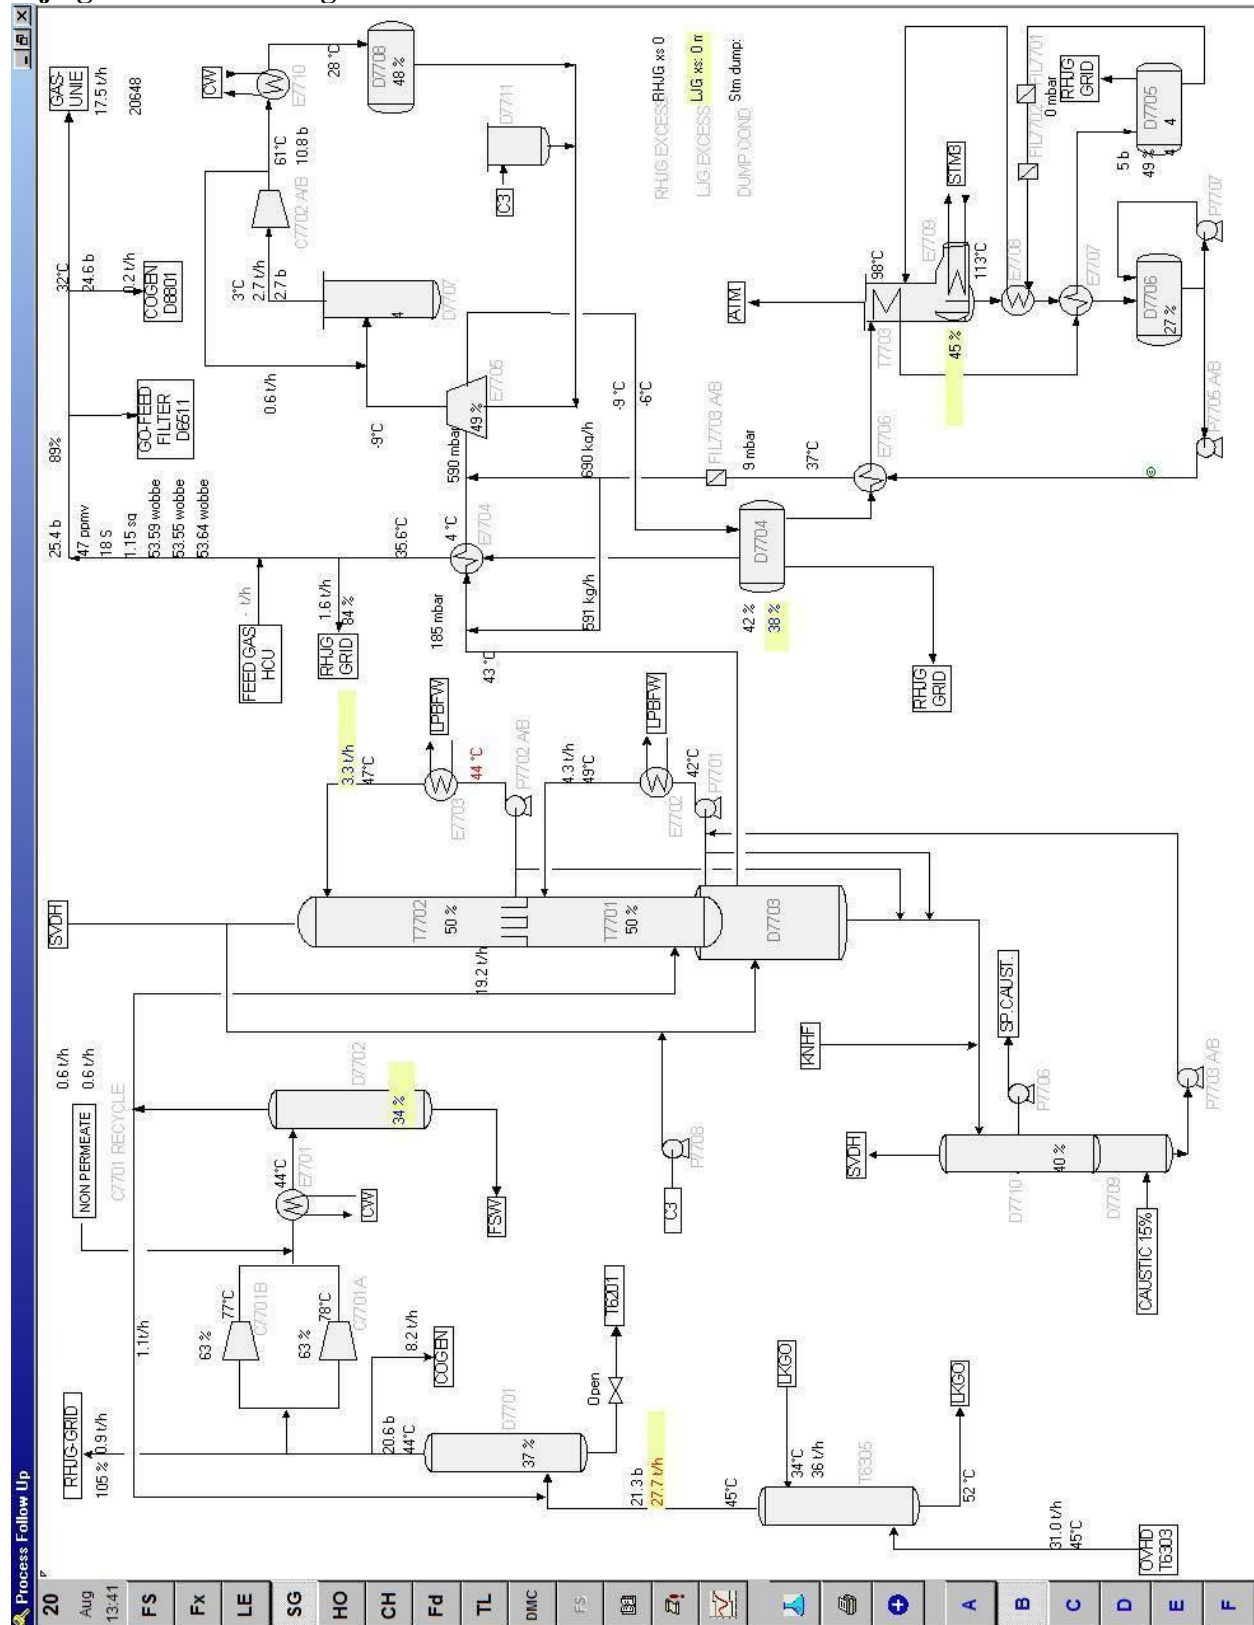 Process Follow Up
20
Aug
13:41
FS
Fx
LE
SG
HO
CH
Fd
TL
DMC
FS
A
B
C
D
E
F
RHJG-GRID
105 %
0.9 t/h
1.1t/h
NON PERMEATE
0.6 t/h
0.6 t/h
C7701 RECYCLE
63 %
77°C
C7701B
63 %
78°C
C7701A
44°C
E7701
CW
D7702
34 %
FSW
8.2 t/h
COGEN
20.6 b
44°C
D7701
37 %
Open
T6201
21.3 b
27.7 t/h
45°C
LKGO
34°C
36 t/h
T6305
52 °C
LKGO
31.0 t/h
45°C
OVHD
T6303
C3
P7708
SVDH
T7702
50 %
19.2 t/h
T7701
50 %
D7703
3.3 t/h
47°C
LPBFW
E7703
44 °C
P7702 A/B
4.3 t/h
49°C
LPBFW
E7702
42°C
P7701
KNHF
SP.CAUST.
SVDH
P7706
40 %
D7710
D7709
CAUSTIC 15%
P7703 A/B
GAS-
UNIE
17.5 t/h
20648
32°C
24.6 b
0.2 t/h
COGEN
D8801
25.4 b
89%
47 ppmv
18 S
1.15 sg
53.59 wobbe
53.55 wobbe
53.64 wobbe
GO-FEED
FILTER
D6511
FEED GAS
HCU
- t/h
RHJG
GRID
1.6 t/h
84 %
35.6°C
185 mbar
43 °C
4 °C
E7704
590 mbar
591 kg/h
690 kg/h
49 %
E7705
-9°C
-9 °C
-6°C
0.6 t/h
3°C
2.7 t/h
2.7 b
4
D7707
C7702 A/B
61°C
10.8 b
CW
E7710
28 °C
D7708
48 %
D7711
C3
FIL7703 A/B
9 mbar
37°C
E7706
D7704
42 %
38 %
RHJG
GRID
RHJG EXCESS
RHJG xs 0
LJG EXCESS
LJG xs: 0 n
DUMP COND
Stm dump:
ATM
98°C
T7703
45 %
E7709
STM3
113°C
E7708
E7707
FIL7702
FIL7701
0 mbar
RHJG
GRID
5 b
49 %
4
D7705
4
D7706
27 %
P7707
P7705 A/B